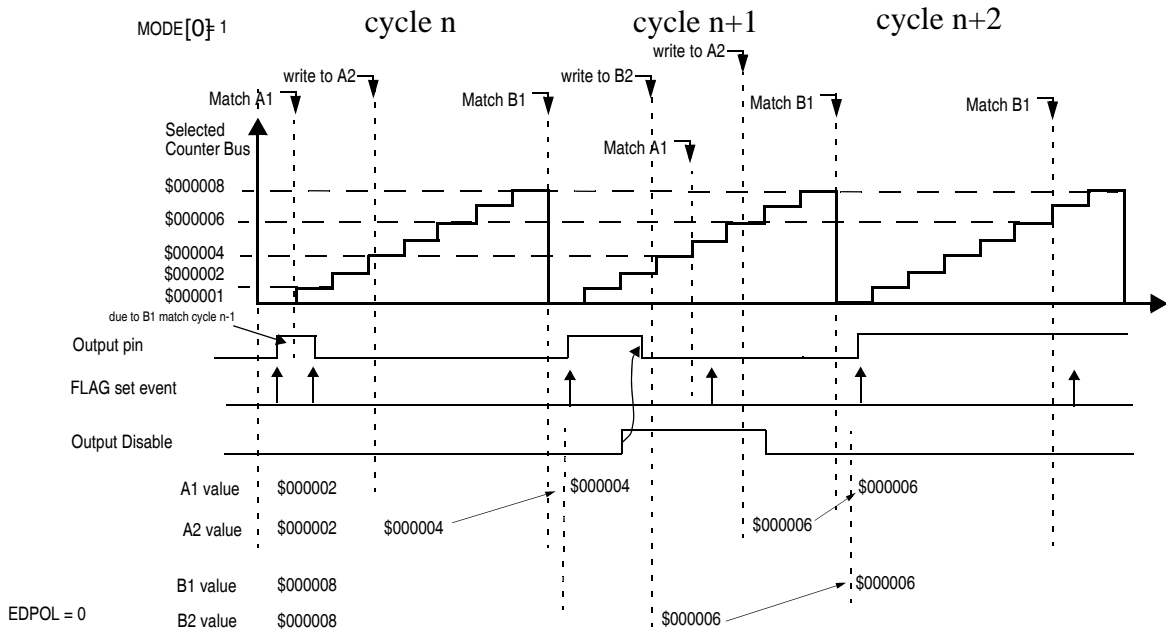 MODE[0]= 1
cycle n
cycle n+1
cycle n+2
write to A2
write to A2
write to B2
Match A1
Match B1
Match B1
Match B1
Match A1
Selected
Counter Bus
$000008
$000006
$000004
$000002
$000001
due to B1 match cycle n-1
Output pin
FLAG set event
Output Disable
A1 value $000002 $000004 $000006
A2 value $000002 $000004 $000006
B1 value $000008 $000006
EDPOL = 0
B2 value $000008 $000006